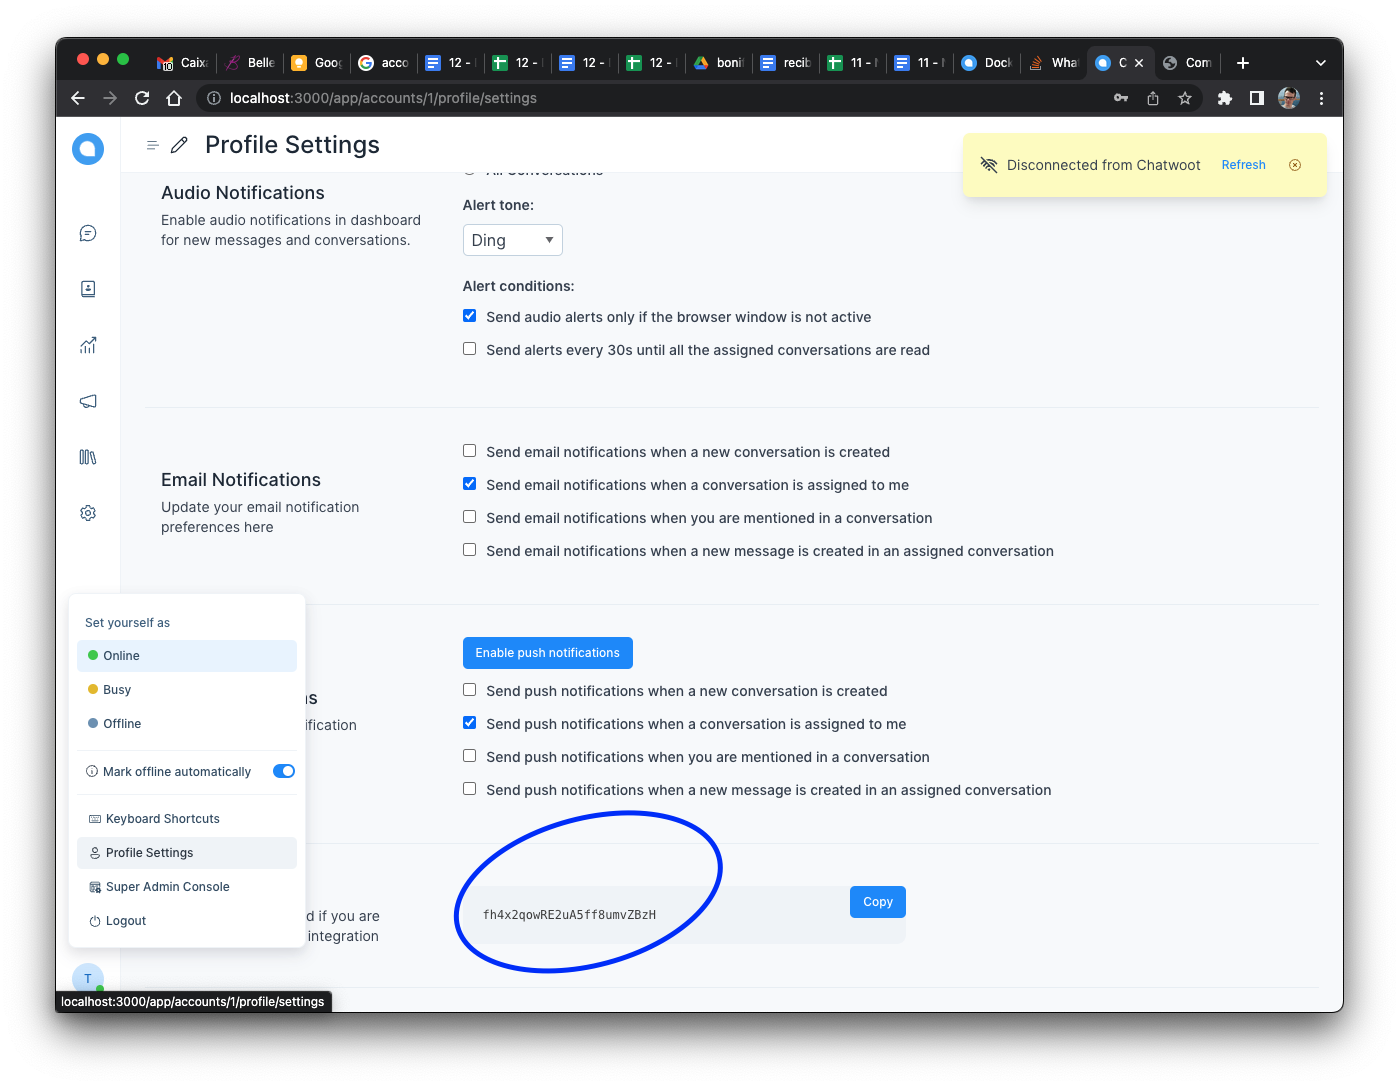 10
Caix
Belle
Goog
acco
12 -
12 -
12 -
12 -
bonif
recib
11 - N
11 - N
Dock
What
C
Com
localhost:3000/app/accounts/1/profile/settings
Profile Settings
Disconnected from Chatwoot Refresh
All Conversations
Audio Notifications
Enable audio notifications in dashboard
for new messages and conversations.
Alert tone:
Ding
Alert conditions:
Send audio alerts only if the browser window is not active
Send alerts every 30s until all the assigned conversations are read
Email Notifications
Update your email notification
preferences here
Send email notifications when a new conversation is created
Send email notifications when a conversation is assigned to me
Send email notifications when you are mentioned in a conversation
Send email notifications when a new message is created in an assigned conversation
Set yourself as
Online
Busy
Offline
Mark offline automatically
Keyboard Shortcuts
Profile Settings
Super Admin Console
Logout
ns
ification
Enable push notifications
Send push notifications when a new conversation is created
Send push notifications when a conversation is assigned to me
Send push notifications when you are mentioned in a conversation
Send push notifications when a new message is created in an assigned conversation
d if you are
integration
fh4x2qowRE2uA5ff8umvZBzH
Copy
T
localhost:3000/app/accounts/1/profile/settings